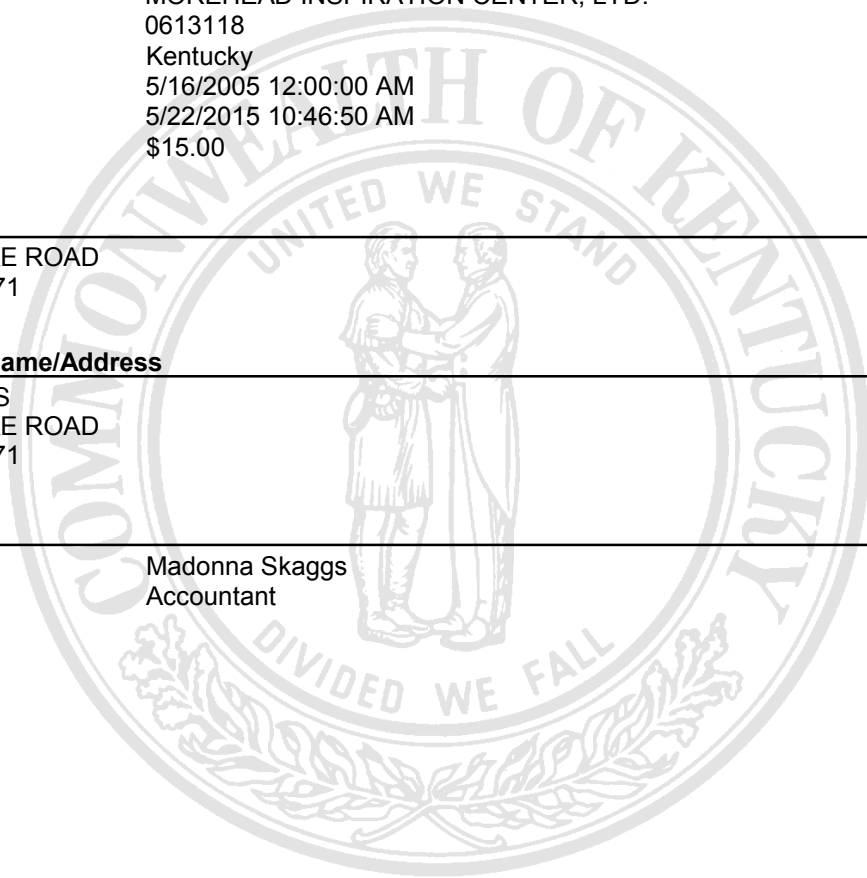 MOREHEAD INSPIRATION CENTER, LTD.
0613118
Kentucky
5/16/2005 12:00:00 AM
5/22/2015 10:46:50 AM
$15.00
E ROAD
71
ame/Address
S
E ROAD
71
Madonna Skaggs
Accountant
COMMONWEALTH OF KENTUCKY
UNITED WE STAND
DIVIDED WE FALL